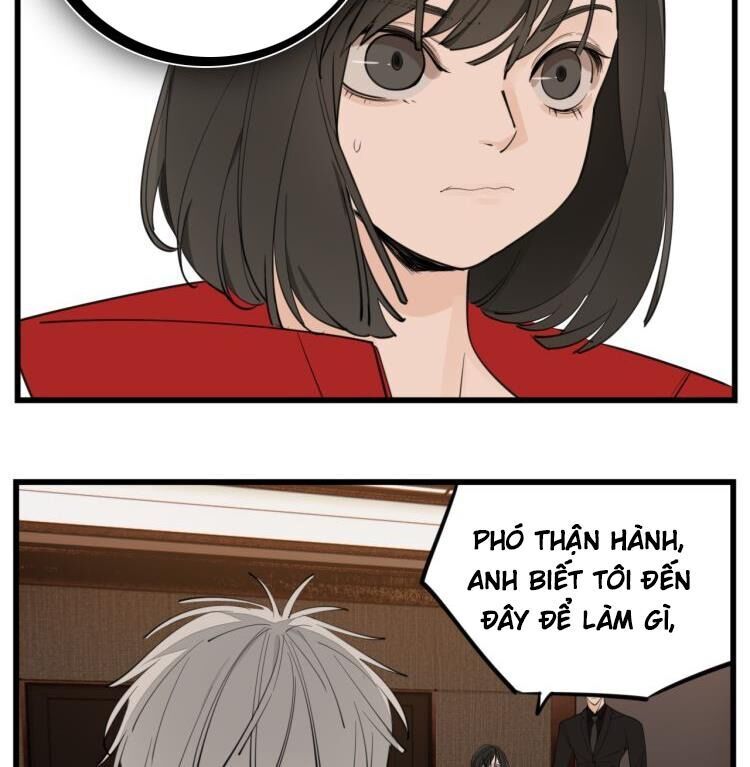 PHÓ THẬN HÀNH,
ANH BIẾT TÔI ĐẾN
ĐÂY ĐỂ LÀM GÌ,